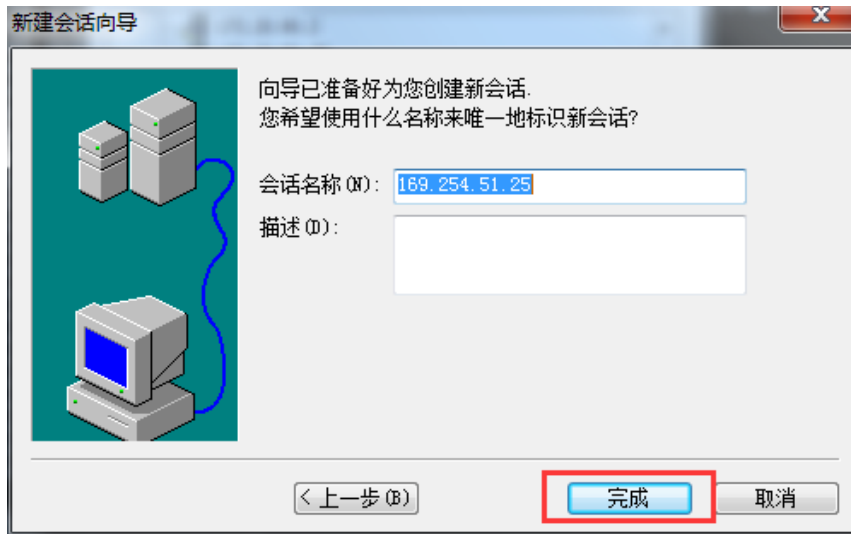 新建会话向导
向导已准备好为您创建新会话.
您希望使用什么名称来唯一地标识新会话?
会话名称(N): 169.254.51.25
描述(D):
<上一步(B) 完成 取消